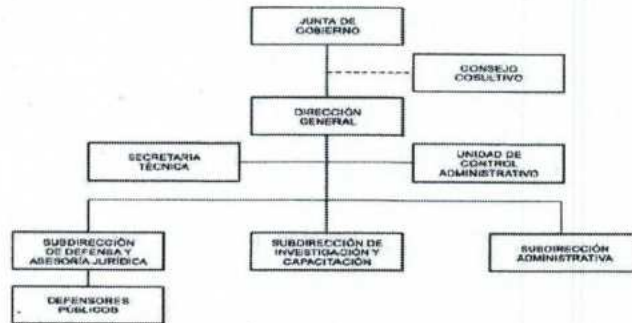 JUNTA DE
GOBIERNO
CONSEJO
COSULTIVO
DIRECCIÓN
GENERAL
SECRETARIA
TÉCNICA
UNIDAD DE
CONTROL
ADMINISTRATIVO
SUBDIRECCIÓN
DE DEFENSA Y
ASESORÍA JURÍDICA
SUBDIRECCIÓN DE
INVESTIGACIÓN Y
CAPACITACIÓN
SUBDIRECCIÓN
ADMINISTRATIVA
DEFENSORES
PÚBLICOS